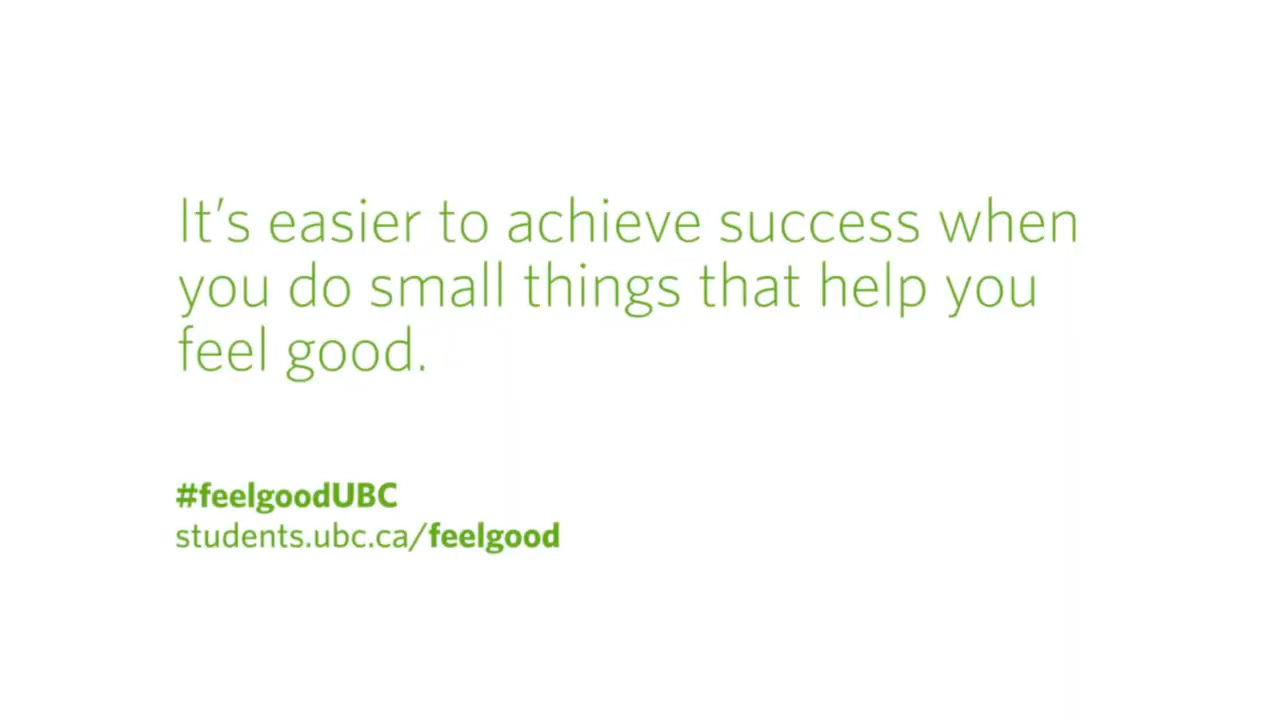 It’s easier to achieve success when
you do small things that help you
feel good.
#feelgoodUBC
students.ubc.ca/feelgood